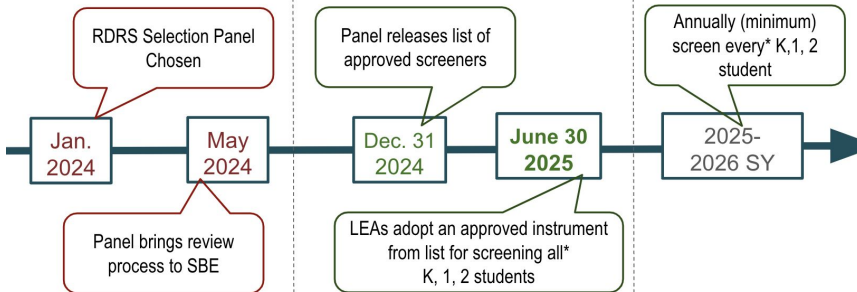 RDRS Selection Panel
Chosen
Panel releases list of
approved screeners
Annually (minimum)
screen every* K,1, 2
student
Jan.
2024
May
2024
Dec. 31
2024
June 30
2025
2025-
2026 SY
Panel brings review
process to SBE
LEAs adopt an approved instrument
from list for screening all*
K, 1, 2 students